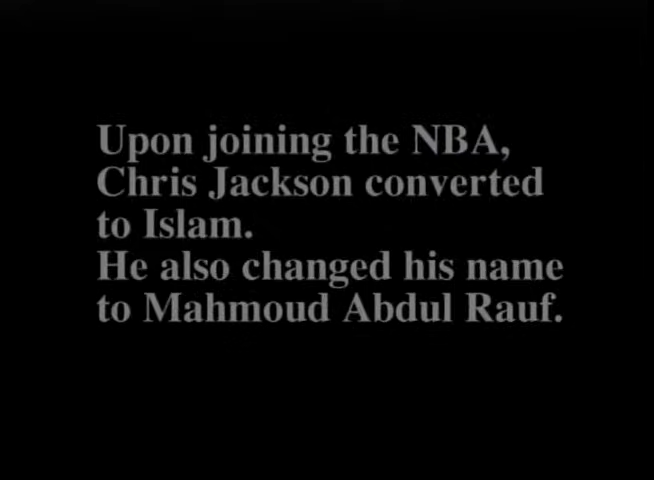 Upon joining the NBA,
Chris Jackson converted
to Islam.
He also changed his name
to Mahmoud Abdul Rauf.